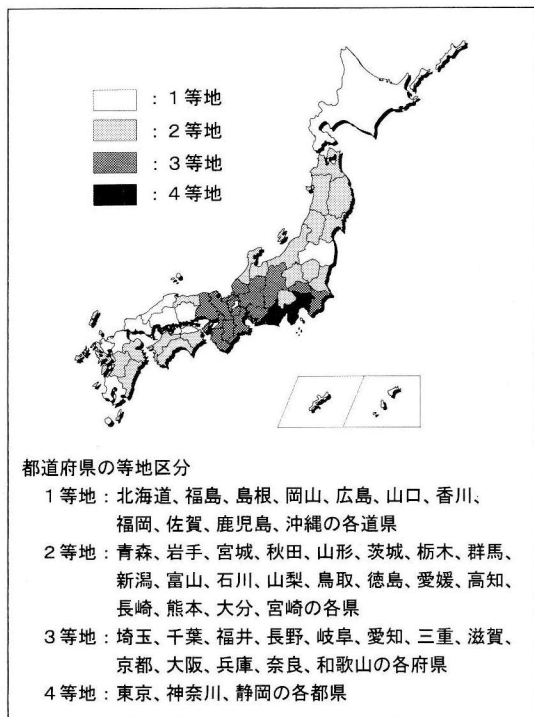 ：１等地
：２等地
：３等地
：４等地
都道府県の等地区分
１等地：北海道、福島、島根、岡山、広島、山口、香川、
福岡、佐賀、鹿児島、沖縄の各道県
２等地：青森、岩手、宮城、秋田、山形、茨城、栃木、群馬、
新潟、富山、石川、山梨、鳥取、徳島、愛媛、高知、
長崎、熊本、大分、宮崎の各県
３等地：埼玉、千葉、福井、長野、岐阜、愛知、三重、滋賀、
京都、大阪、兵庫、奈良、和歌山の各府県
４等地：東京、神奈川、静岡の各都県